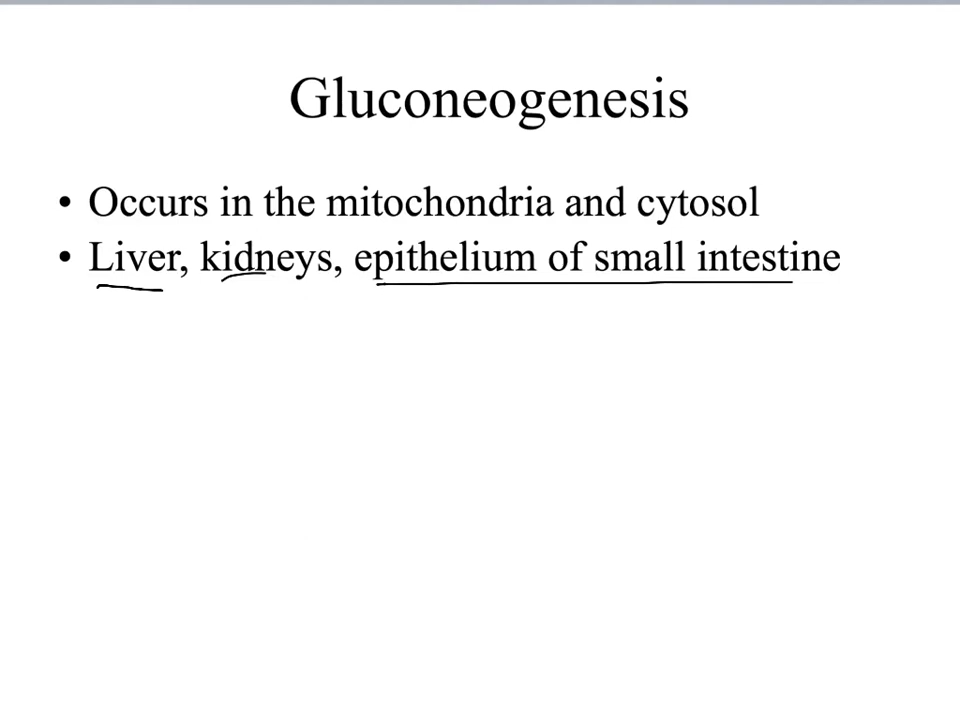 Gluconeogenesis
• Occurs in the mitochondria and cytosol
• Liver, kidneys, epithelium of small intestine